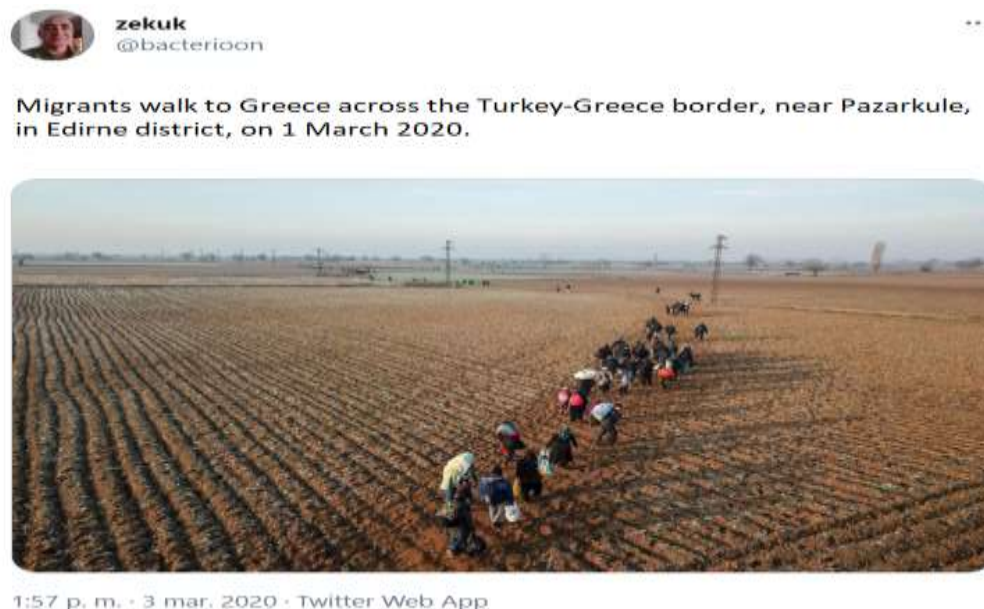 zekuk
@bacterioon
Migrants walk to Greece across the Turkey-Greece border, near Pazarkule,
in Edirne district, on 1 March 2020.
1:57 p. m. · 3 mar. 2020 · Twitter Web App